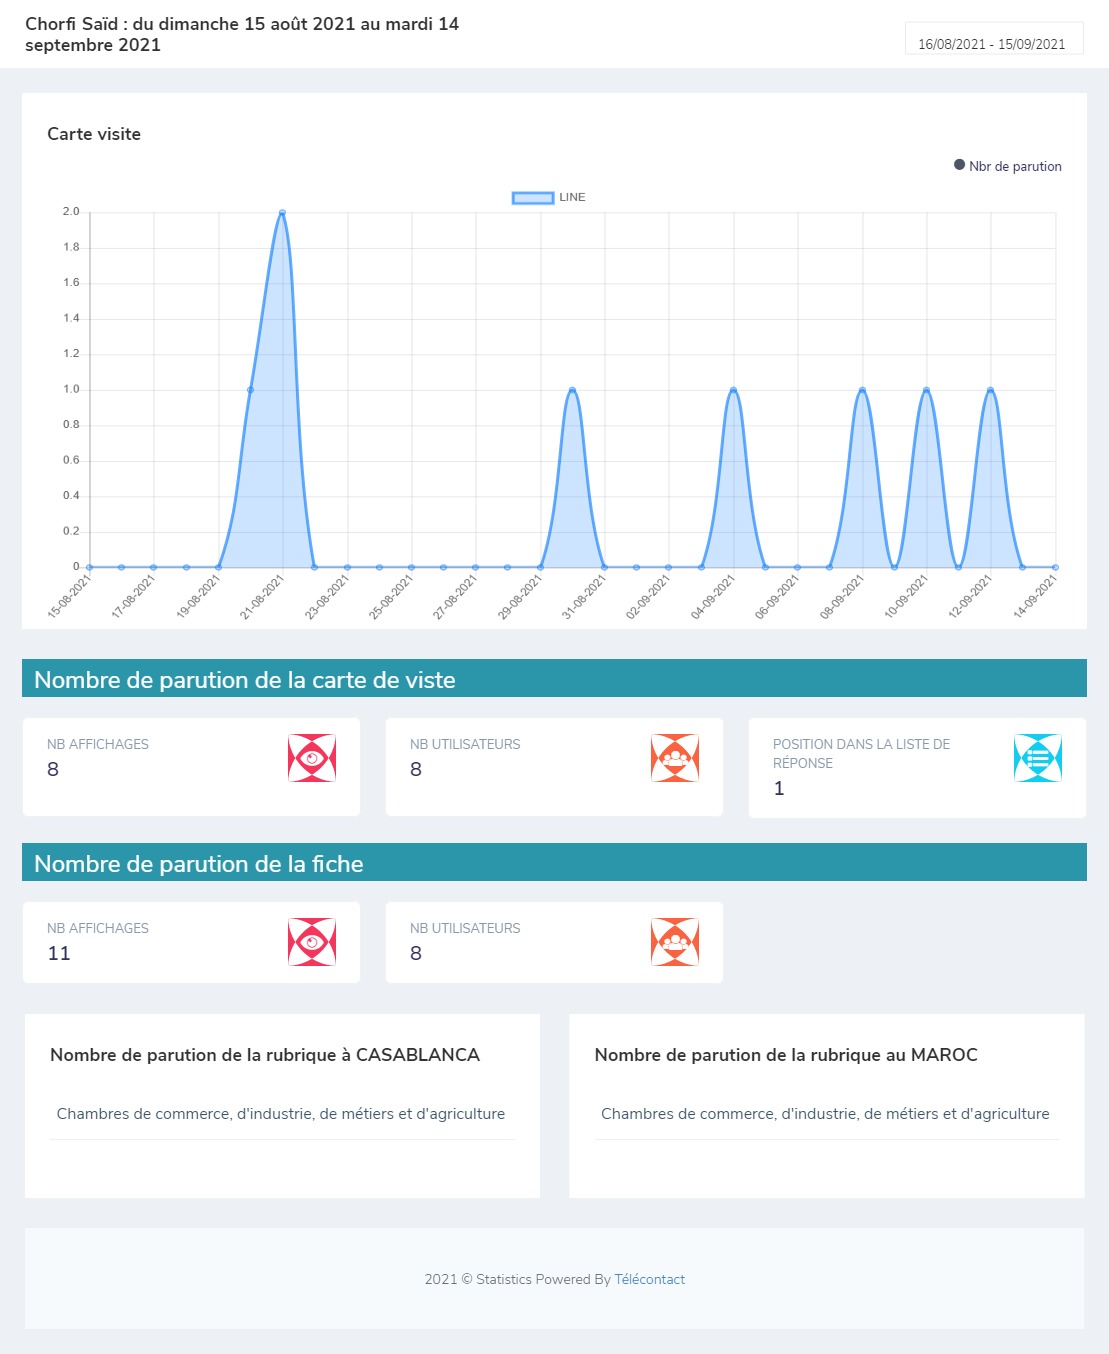 Chorfi Saïd : du dimanche 15 août 2021 au mardi 14
septembre 2021
16/08/2021 - 15/09/2021
Carte visite
Nbr de parution
LINE
2.0
1.8
1.6
1.4
1.2
1.0
0.8
0.6
0.4
0.2
0
15-08-2021
17-08-2021
19-08-2021
21-08-2021
23-08-2021
25-08-2021
27-08-2021
29-08-2021
31-08-2021
02-09-2021
04-09-2021
06-09-2021
08-09-2021
10-09-2021
12-09-2021
14-09-2021
Nombre de parution de la carte de viste
NB AFFICHAGES
8
NB UTILISATEURS
8
POSITION DANS LA LISTE DE
RÉPONSE
1
Nombre de parution de la fiche
NB AFFICHAGES
11
NB UTILISATEURS
8
Nombre de parution de la rubrique à CASABLANCA
Chambres de commerce, d'industrie, de métiers et d'agriculture
Nombre de parution de la rubrique au MAROC
Chambres de commerce, d'industrie, de métiers et d'agriculture
2021 © Statistics Powered By Télécontact